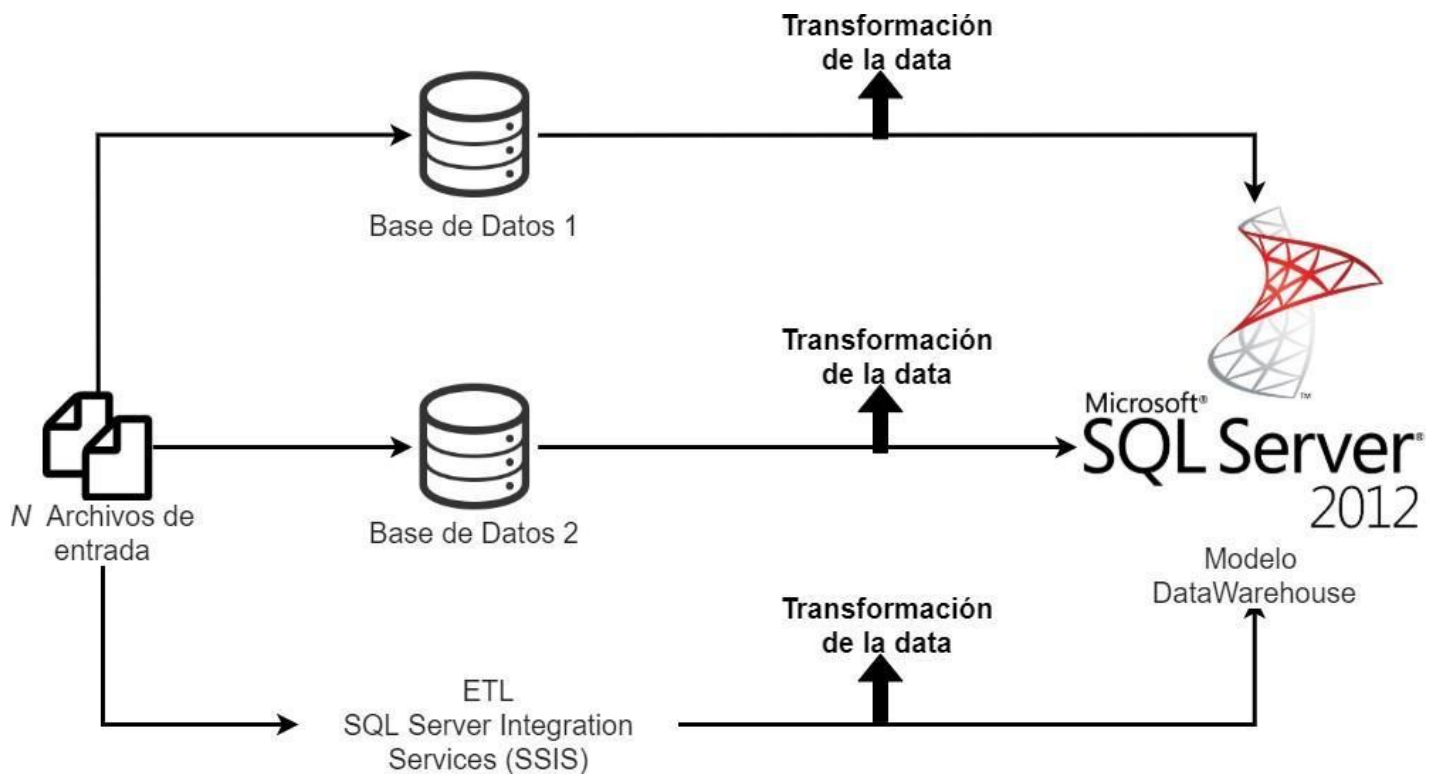 Transformación
de la data
Base de Datos 1
Transformación
de la data
Microsoft®
SQL Server®
2012
™
N Archivos de
entrada
Base de Datos 2
Modelo
DataWarehouse
Transformación
de la data
ETL
SQL Server Integration
Services (SSIS)